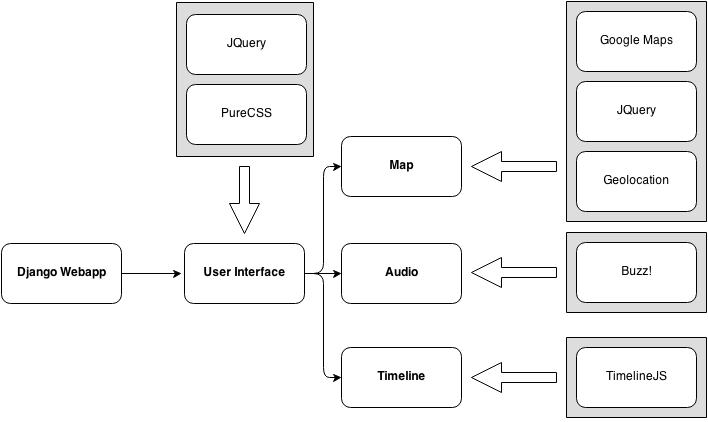 JQuery
PureCSS
Google Maps
JQuery
Geolocation
Map
Django Webapp
User Interface
Audio
Buzz!
Timeline
TimelineJS